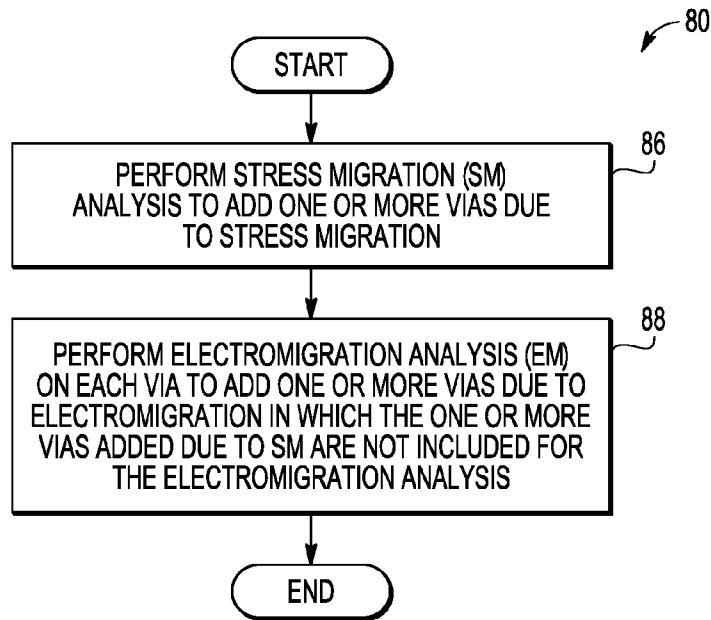 80
START
86
PERFORM STRESS MIGRATION (SM)
ANALYSIS TO ADD ONE OR MORE VIAS DUE
TO STRESS MIGRATION
88
PERFORM ELECTROMIGRATION ANALYSIS (EM)
ON EACH VIA TO ADD ONE OR MORE VIAS DUE TO
ELECTROMIGRATION IN WHICH THE ONE OR MORE
VIAS ADDED DUE TO SM ARE NOT INCLUDED FOR
THE ELECTROMIGRATION ANALYSIS
END